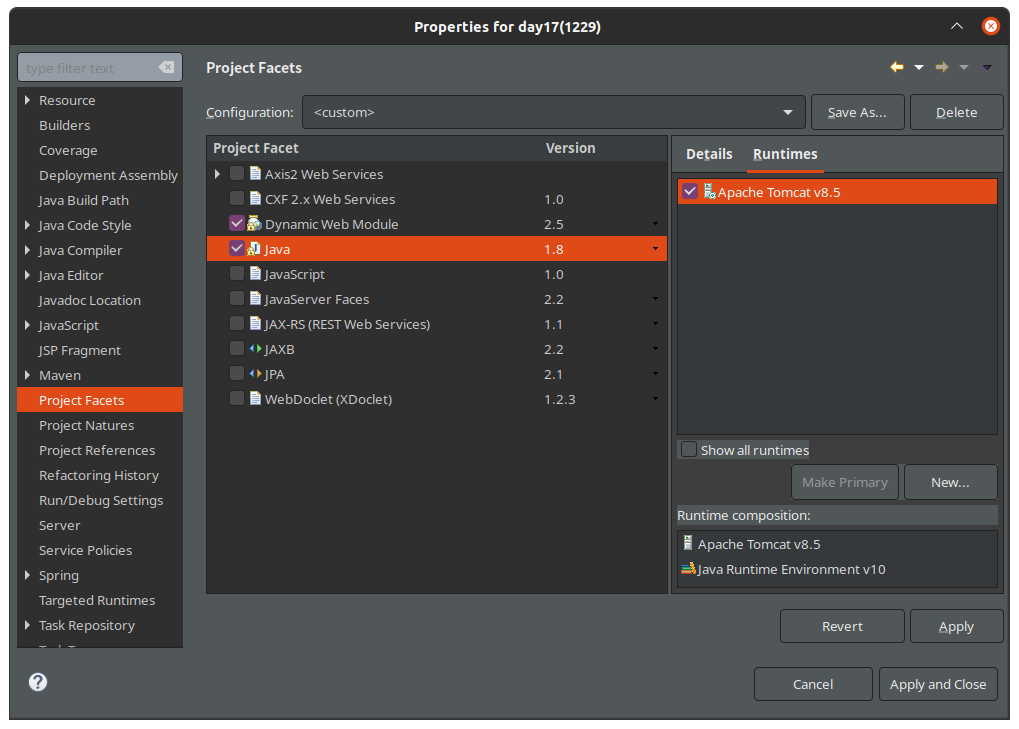 Properties for day17(1229)
type filter text
Project Facets
Resource
Builders
Coverage
Deployment Assembly
Java Build Path
Java Code Style
Java Compiler
Java Editor
Javadoc Location
JavaScript
JSP Fragment
Maven
Project Facets
Project Natures
Project References
Refactoring History
Run/Debug Settings
Server
Service Policies
Spring
Targeted Runtimes
Task Repository
Configuration:
<custom>
Save As...
Delete
Project Facet Version
Axis2 Web Services
CXF 2.x Web Services 1.0
Dynamic Web Module 2.5
Java 1.8
JavaScript 1.0
JavaServer Faces 2.2
JAX-RS (REST Web Services) 1.1
JAXB 2.2
JPA 2.1
WebDoclet (XDoclet) 1.2.3
Details Runtimes
Apache Tomcat v8.5
Show all runtimes
Make Primary New...
Runtime composition:
Apache Tomcat v8.5
Java Runtime Environment v10
Revert Apply
Cancel Apply and Close